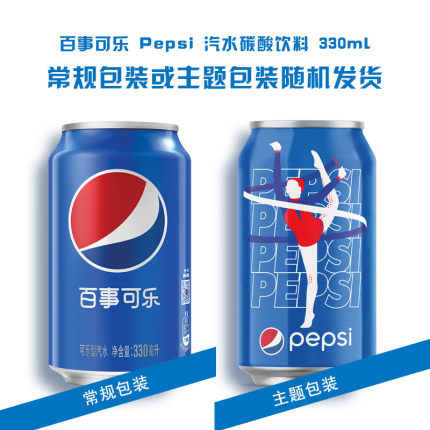 百事可乐 Pepsi 汽水碳酸饮料 330mL
常规包装或主题包装随机发货
百事可乐
可乐型汽水 净含量:330毫升
常规包装
PEPSI
PEPSI
PEPSI
PEPSI
pepsi
主题包装